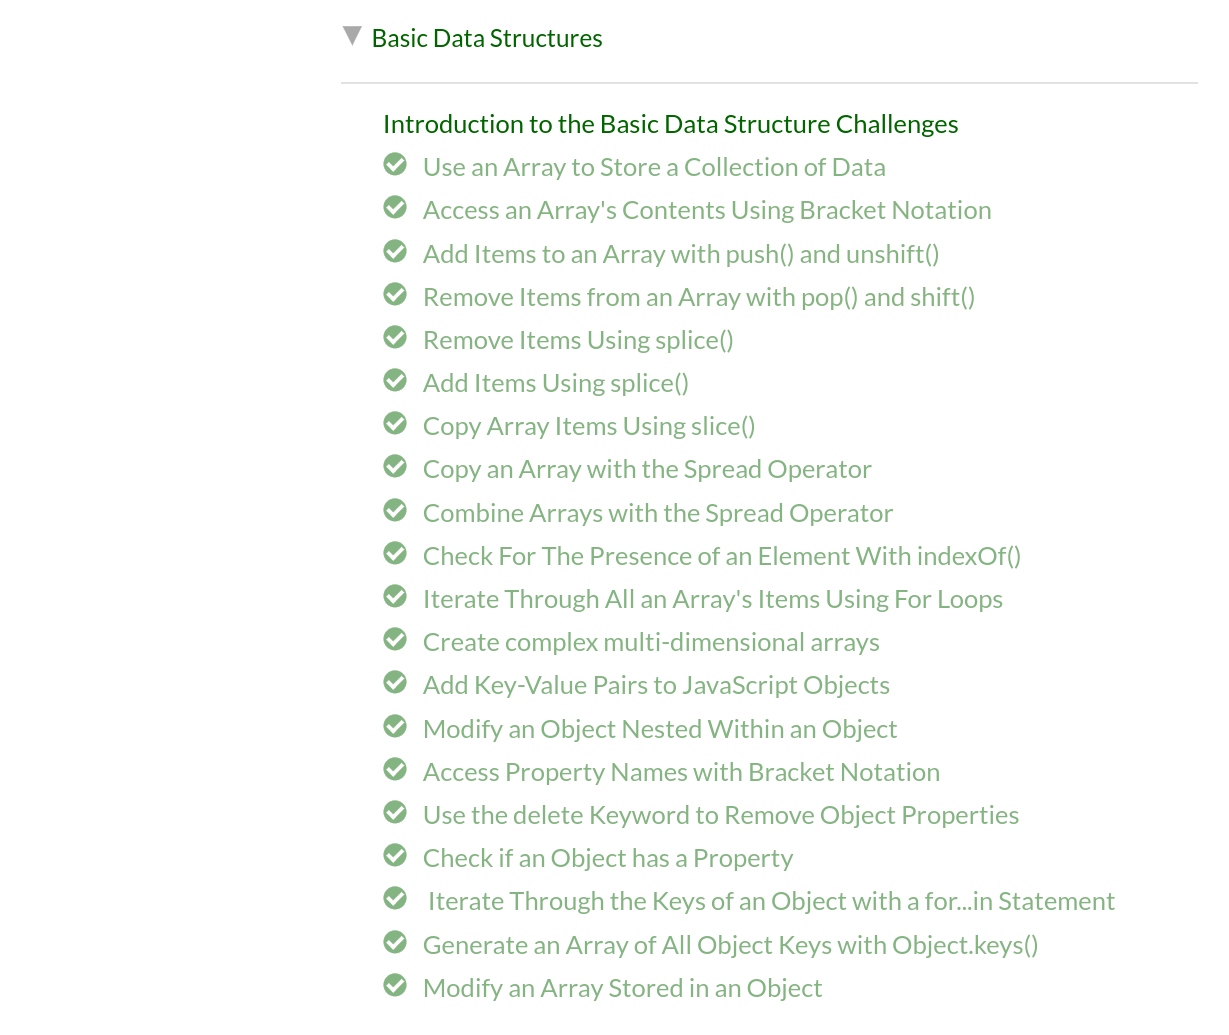 Basic Data Structures
Introduction to the Basic Data Structure Challenges
Use an Array to Store a Collection of Data
Access an Array's Contents Using Bracket Notation
Add Items to an Array with push() and unshift()
Remove Items from an Array with pop() and shift()
Remove Items Using splice()
Add Items Using splice()
Copy Array Items Using slice()
Copy an Array with the Spread Operator
Combine Arrays with the Spread Operator
Check For The Presence of an Element With indexOf()
Iterate Through All an Array's Items Using For Loops
Create complex multi-dimensional arrays
Add Key-Value Pairs to JavaScript Objects
Modify an Object Nested Within an Object
Access Property Names with Bracket Notation
Use the delete Keyword to Remove Object Properties
Check if an Object has a Property
Iterate Through the Keys of an Object with a for...in Statement
Generate an Array of All Object Keys with Object.keys()
Modify an Array Stored in an Object